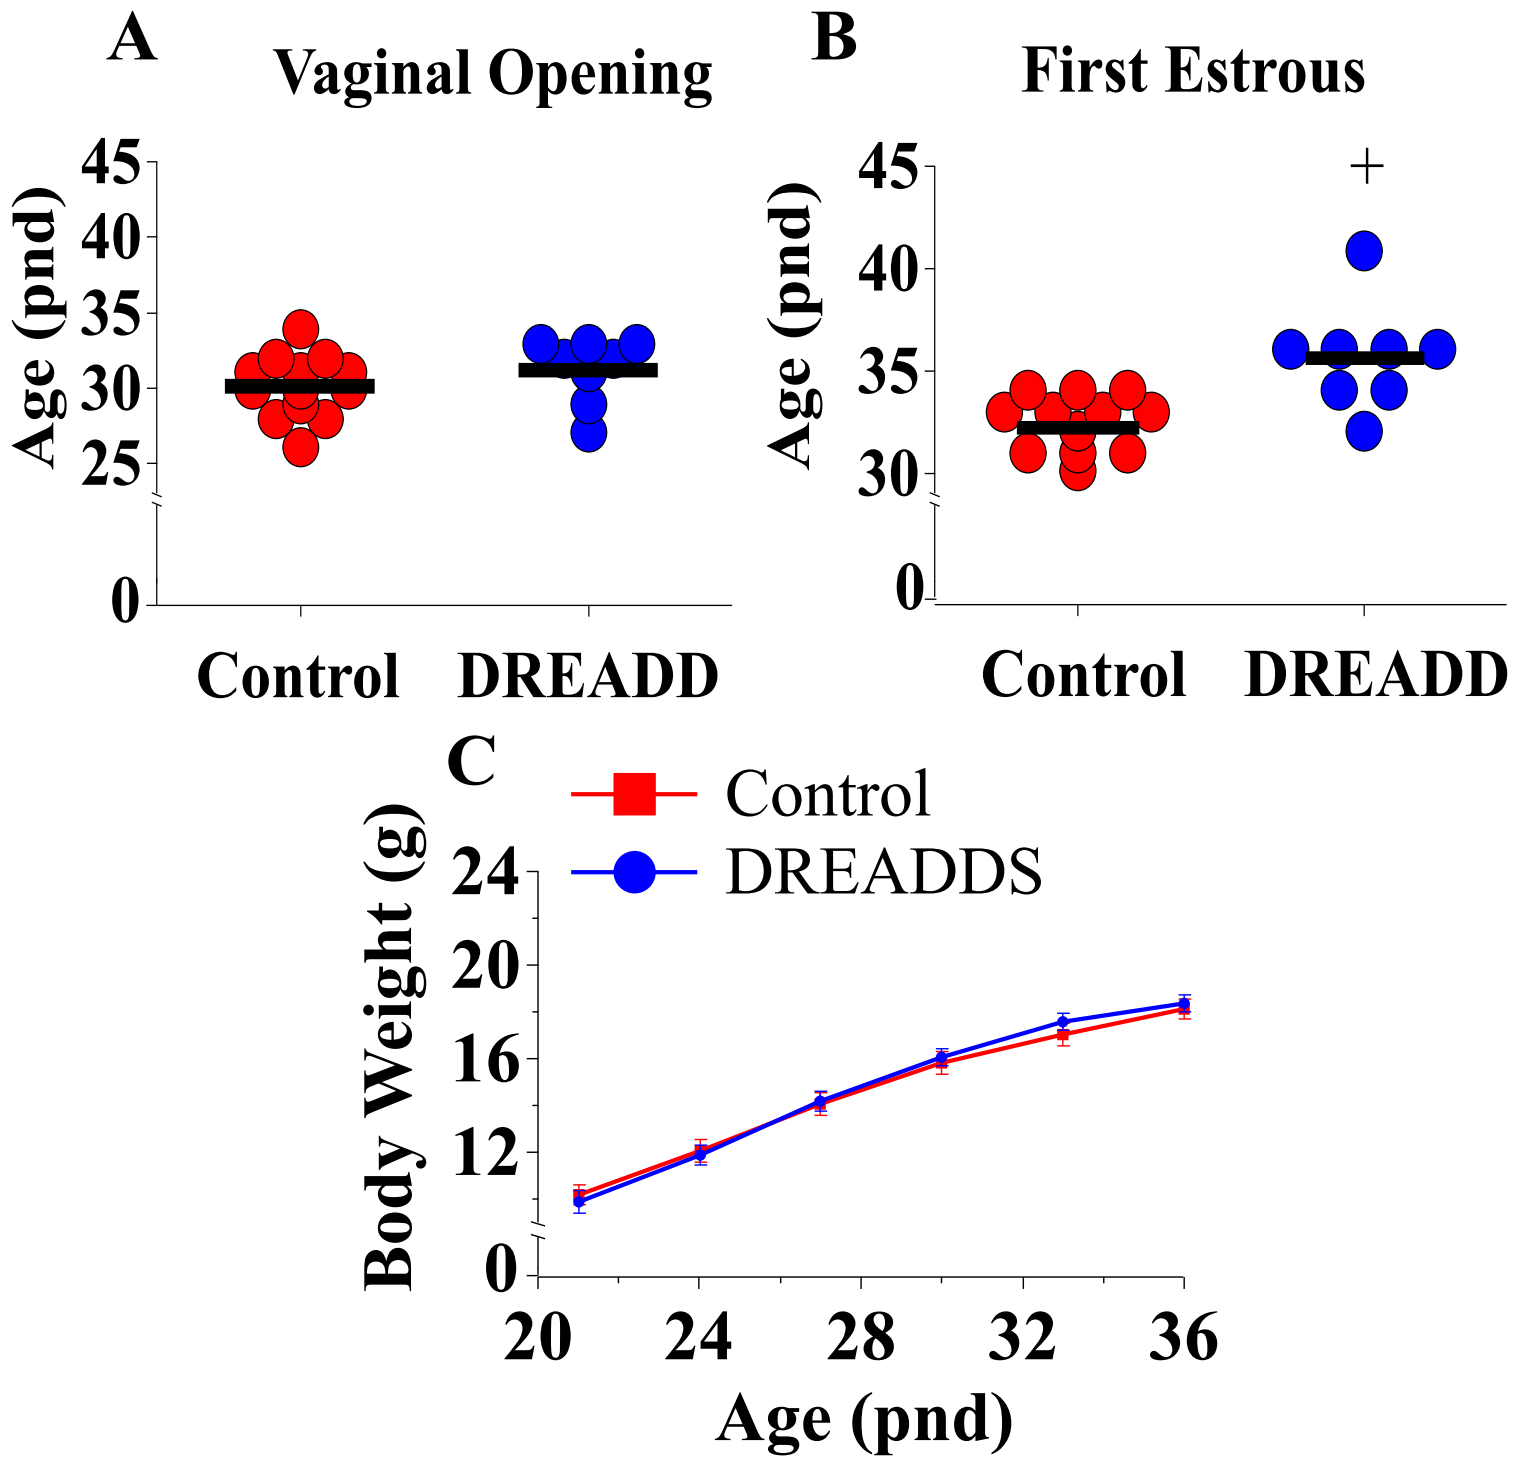 A
Vaginal Opening
Age (pnd)
45
40
35
30
25
0
Control DREADD
B
First Estrous
Age (pnd)
45
40
35
30
0
+
Control DREADD
C
Control
DREADDS
Body Weight (g)
24
20
16
12
0
20 24 28 32 36
Age (pnd)